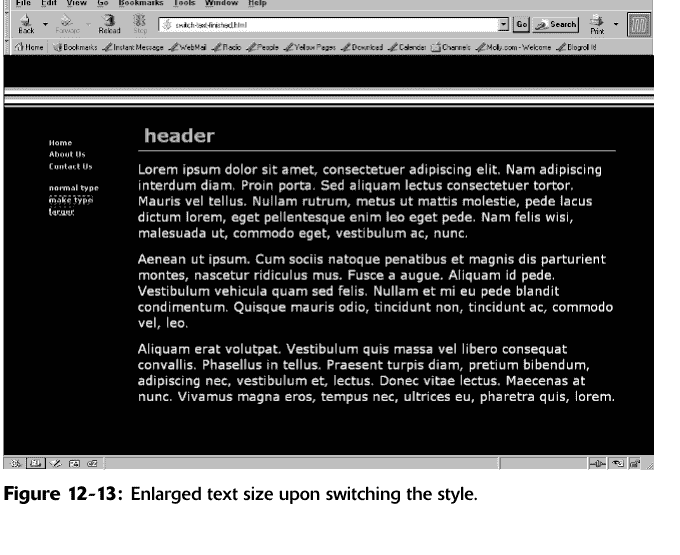 File Edit View Go Bookmarks Tools Window Help
Back Forward Reload Stop switch-text-finished.html Go Search Print
Home Bookmarks Instant Message WebMail Radio People Yellow Pages Download Calendar Channels Molly.com - Welcome Blogroll It!
header
Home
About Us
Contact Us
normal type
make type
larger
Lorem ipsum dolor sit amet, consectetuer adipiscing elit. Nam adipiscing
interdum diam. Proin porta. Sed aliquam lectus consectetuer tortor.
Mauris vel tellus. Nullam rutrum, metus ut mattis molestie, pede lacus
dictum lorem, eget pellentesque enim leo eget pede. Nam felis wisi,
malesuada ut, commodo eget, vestibulum ac, nunc.
Aenean ut ipsum. Cum sociis natoque penatibus et magnis dis parturient
montes, nascetur ridiculus mus. Fusce a augue. Aliquam id pede.
Vestibulum vehicula quam sed felis. Nullam et mi eu pede blandit
condimentum. Quisque mauris odio, tincidunt non, tincidunt ac, commodo
vel, leo.
Aliquam erat volutpat. Vestibulum quis massa vel libero consequat
convallis. Phasellus in tellus. Praesent turpis diam, pretium bibendum,
adipiscing nec, vestibulum et, lectus. Donec vitae lectus. Maecenas at
nunc. Vivamus magna eros, tempus nec, ultrices eu, pharetra quis, lorem.
Figure 12-13: Enlarged text size upon switching the style.